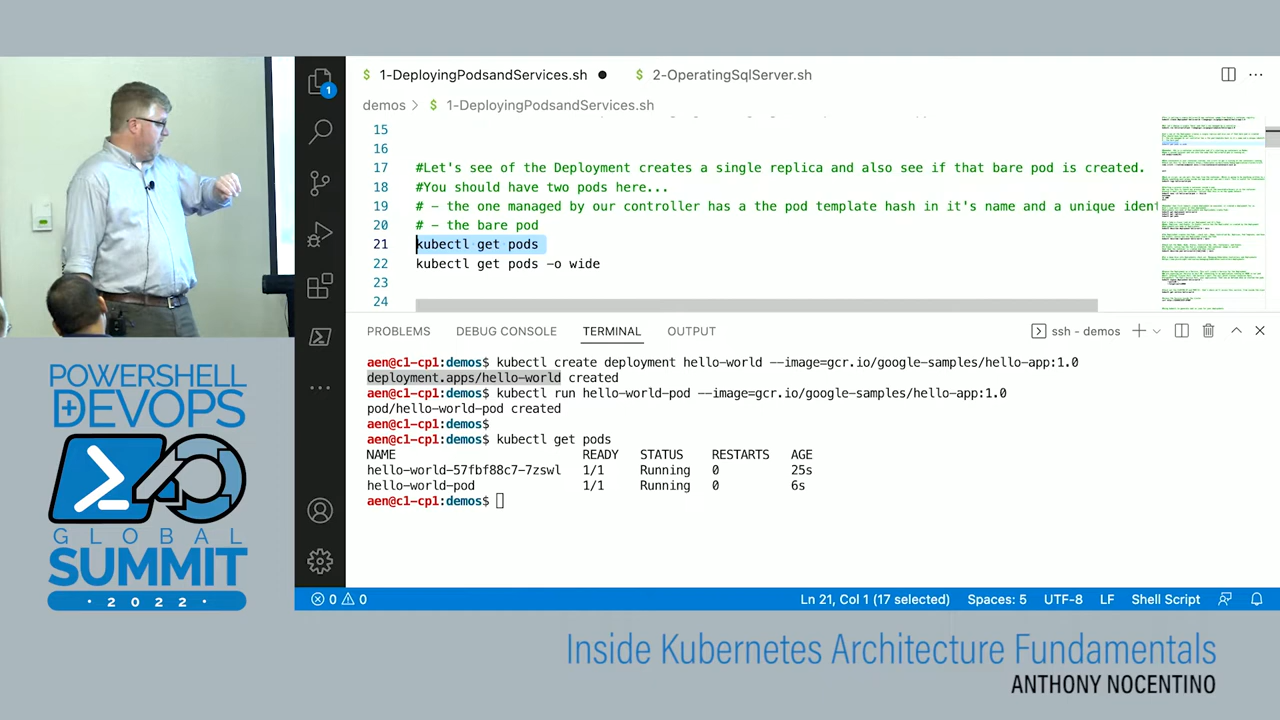 1-DeployingPodsandServices.sh
2-OperatingSqlServer.sh
demos > 1-DeployingPodsandServices.sh
15
16
17 #Let's see if the Deployment creates a single replica and also see if that bare pod is created.
18 #You should have two pods here...
19 # - the one managed by our controller has a the pod template hash in it's name and a unique ident
20 # - the bare pod
21 kubectl get pods
22 kubectl get pods -o wide
24
PROBLEMS DEBUG CONSOLE TERMINAL OUTPUT
ssh - demos
aen@c1-cp1:demos$ kubectl create deployment hello-world --image=gcr.io/google-samples/hello-app:1.0
deployment.apps/hello-world created
aen@c1-cp1:demos$ kubectl run hello-world-pod --image=gcr.io/google-samples/hello-app:1.0
pod/hello-world-pod created
aen@c1-cp1:demos$
aen@c1-cp1:demos$ kubectl get pods
NAME READY STATUS RESTARTS AGE
hello-world-57fbf88c7-7zswl 1/1 Running 0 25s
hello-world-pod 1/1 Running 0 6s
aen@c1-cp1:demos$
0 0
Ln 21, Col 1 (17 selected) Spaces: 5 UTF-8 LF Shell Script
1
POWERSHELL
+DEVOPS
GLOBAL
SUMMIT
· 2022 ·
Inside Kubernetes Architecture Fundamentals
ANTHONY NOCENTINO